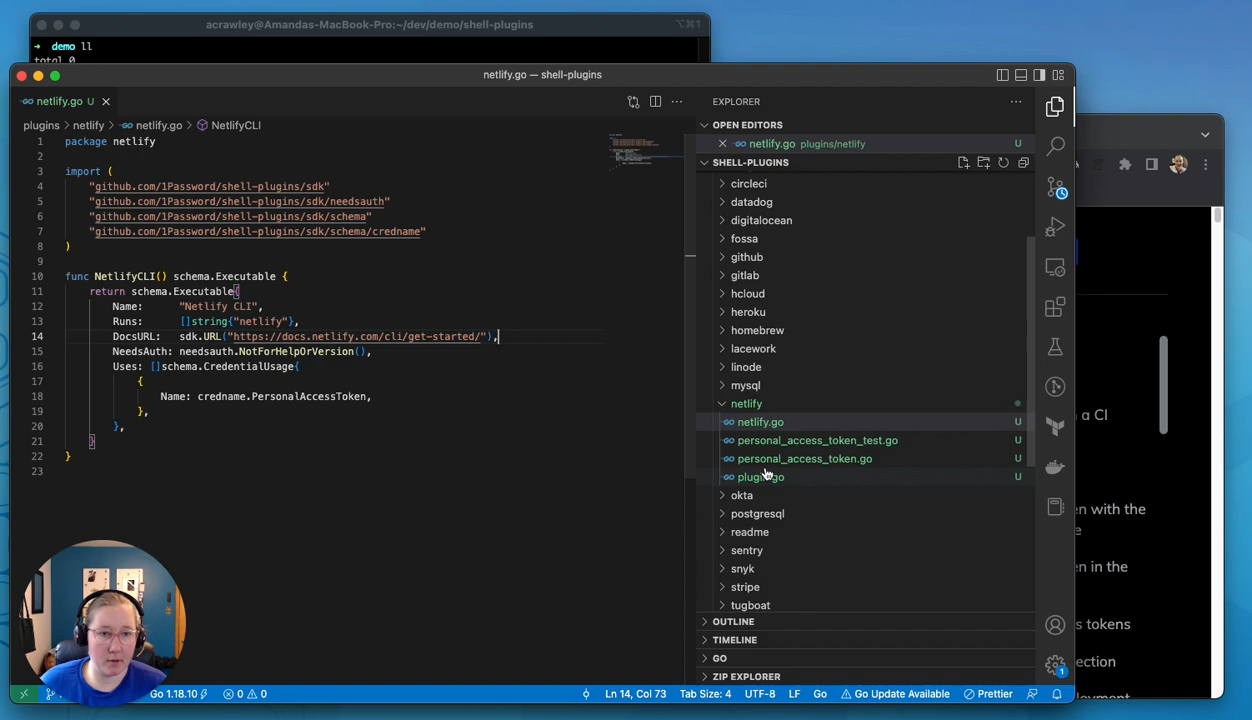 acrawley@Amandas-MacBook-Pro:~/dev/demo/shell-plugins
⌥⌘1
➜ demo ll
total 0
netlify.go — shell-plugins
netlify.go U
plugins > netlify > netlify.go > NetlifyCLI
1 package netlify
2
3 import (
4 "github.com/1Password/shell-plugins/sdk"
5 "github.com/1Password/shell-plugins/sdk/needsauth"
6 "github.com/1Password/shell-plugins/sdk/schema"
7 "github.com/1Password/shell-plugins/sdk/schema/credname"
8 )
9
10 func NetlifyCLI() schema.Executable {
11 return schema.Executable{
12 Name: "Netlify CLI",
13 Runs: []string{"netlify"},
14 DocsURL: sdk.URL("https://docs.netlify.com/cli/get-started/"),
15 NeedsAuth: needsauth.NotForHelpOrVersion(),
16 Uses: []schema.CredentialUsage{
17 {
18 Name: credname.PersonalAccessToken,
19 },
20 },
21 }
22 }
23
EXPLORER
OPEN EDITORS
netlify.go plugins/netlify U
SHELL-PLUGINS
circleci
datadog
digitalocean
fossa
github
gitlab
hcloud
heroku
homebrew
lacework
linode
mysql
netlify
netlify.go U
personal_access_token_test.go U
personal_access_token.go U
plugin.go U
okta
postgresql
readme
sentry
snyk
stripe
tugboat
OUTLINE
TIMELINE
GO
ZIP EXPLORER
1
a CI
en with the
e
en in the
s tokens
ection
Go 1.18.10
0 0
Ln 14, Col 73
Tab Size: 4
UTF-8
LF
Go
Go Update Available
Prettier